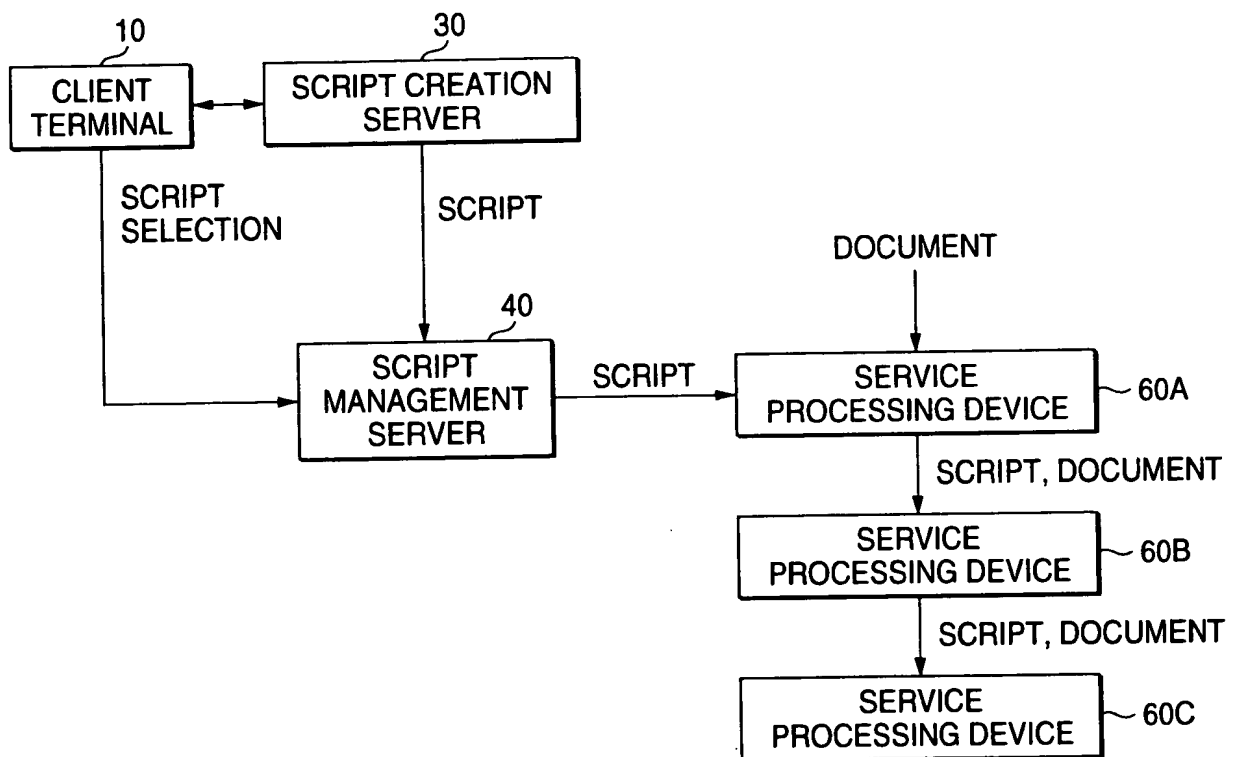 10
30
CLIENT
TERMINAL
SCRIPT CREATION
SERVER
SCRIPT
SELECTION
SCRIPT
DOCUMENT
40
SCRIPT
MANAGEMENT
SERVER
SCRIPT
SERVICE
PROCESSING DEVICE
60A
SCRIPT, DOCUMENT
SERVICE
PROCESSING DEVICE
60B
SCRIPT, DOCUMENT
SERVICE
PROCESSING DEVICE
60C